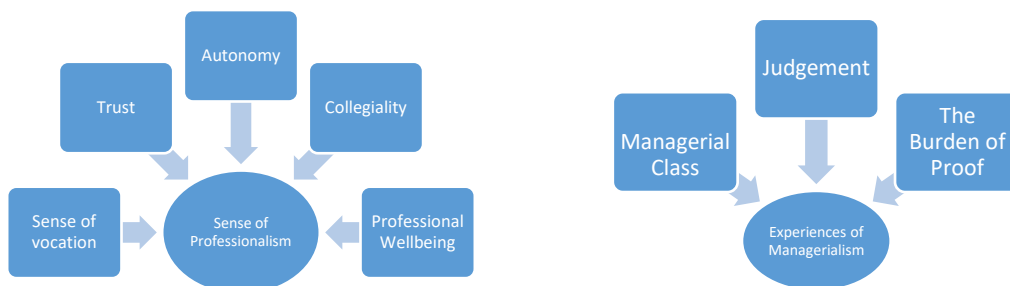 Autonomy
Trust
Collegiality
Sense of
vocation
Sense of
Professionalism
Professional
Wellbeing
Judgement
Managerial
Class
The
Burden of
Proof
Experiences of
Managerialism